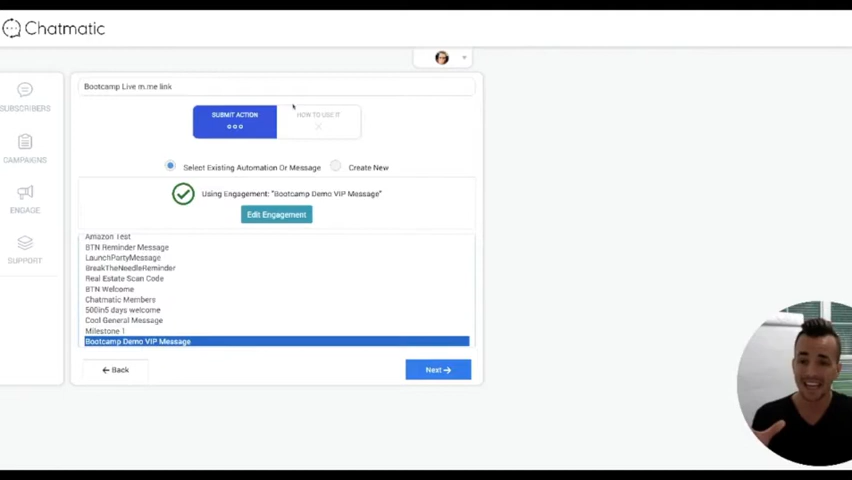 Chatmatic
SUBSCRIBERS
CAMPAIGNS
ENGAGE
SUPPORT
Bootcamp Live m.me link
SUBMIT ACTION
HOW TO USE IT
Select Existing Automation Or Message
Create New
Using Engagement: "Bootcamp Demo VIP Message"
Edit Engagement
Amazon Test
BTN Reminder Message
LaunchPartyMessage
BreakTheNeedleReminder
Real Estate Scan Code
BTN Welcome
Chatmatic Members
500in5 days welcome
Cool General Message
Milestone 1
Bootcamp Demo VIP Message
Back
Next